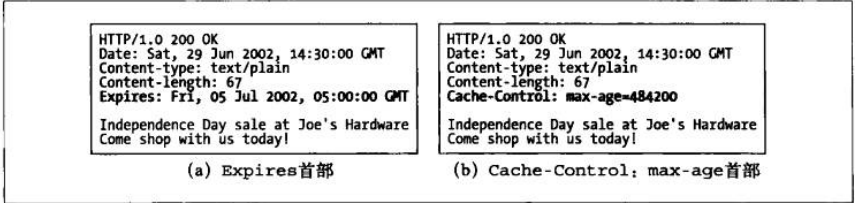 HTTP/1.0 200 OK
Date: Sat, 29 Jun 2002, 14:30:00 GMT
Content-type: text/plain
Content-length: 67
Expires: Fri, 05 Jul 2002, 05:00:00 GMT
Independence Day sale at Joe's Hardware
Come shop with us today!
(a) Expires首部
HTTP/1.0 200 OK
Date: Sat, 29 Jun 2002, 14:30:00 GMT
Content-type: text/plain
Content-length: 67
Cache-Control: max-age=484200
Independence Day sale at Joe's Hardware
Come shop with us today!
(b) Cache-Control：max-age首部